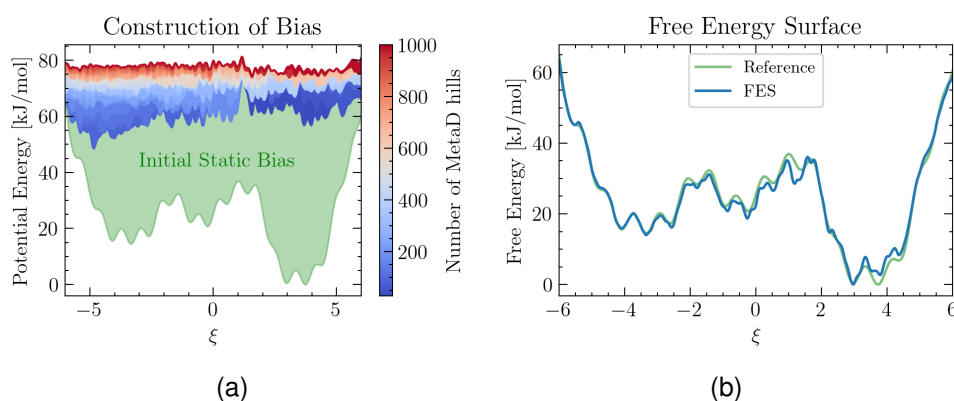 Construction of Bias
Potential Energy [kJ/mol]
80
60
40
20
0
Initial Static Bias
−5
0
5
ξ
1000
800
600
400
200
Number of MetaD hills
(a)
Free Energy Surface
Free Energy [kJ/mol]
60
40
20
0
Reference
FES
−6
−4
−2
0
2
4
6
ξ
(b)